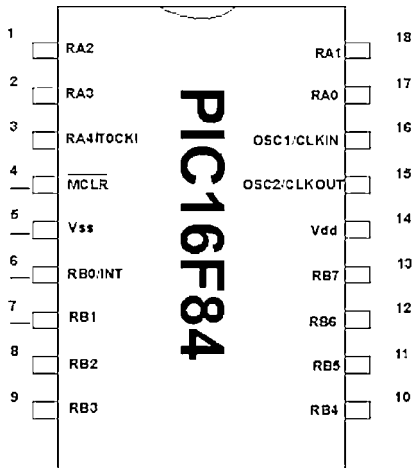 1 RA2 RA1 18
2 RA3 RA0 17
3 RA4/T0CKI OSC1/CLKIN 16
4 MCLR OSC2/CLKOUT 15
5 Vss Vdd 14
6 RB0/INT RB7 13
7 RB1 RB6 12
8 RB2 RB5 11
9 RB3 RB4 10
PIC16F84